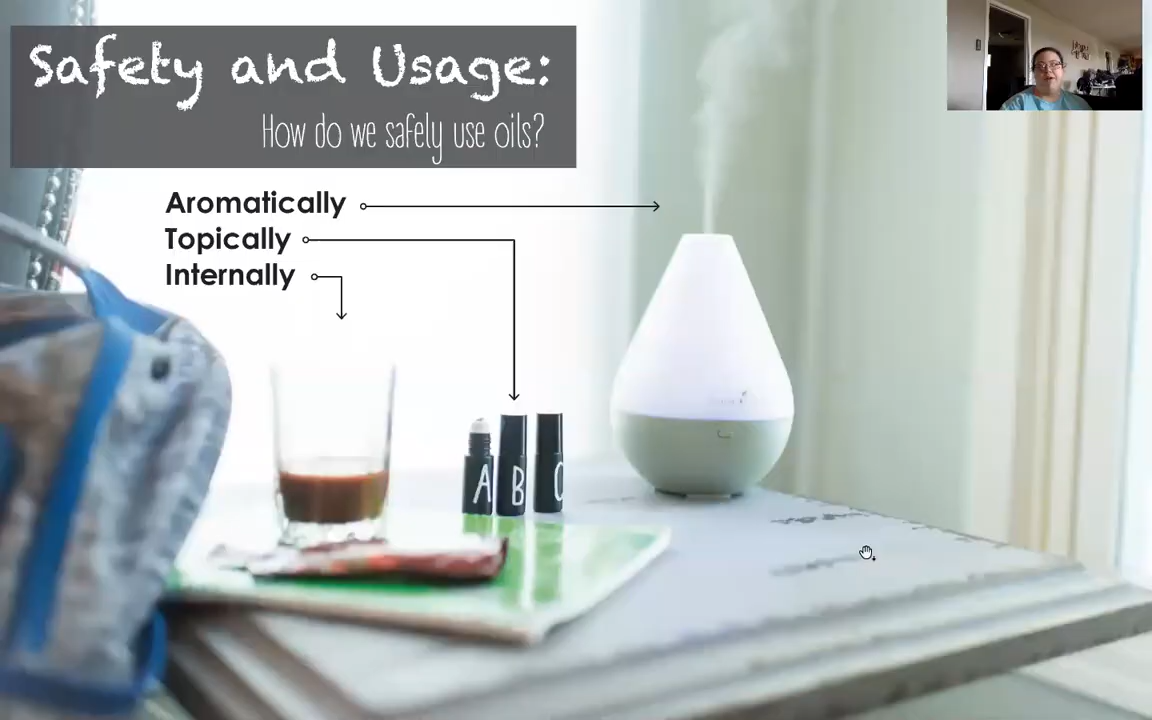 Safety and Usage:
How do we safely use oils?
Aromatically
Topically
Internally
A B C